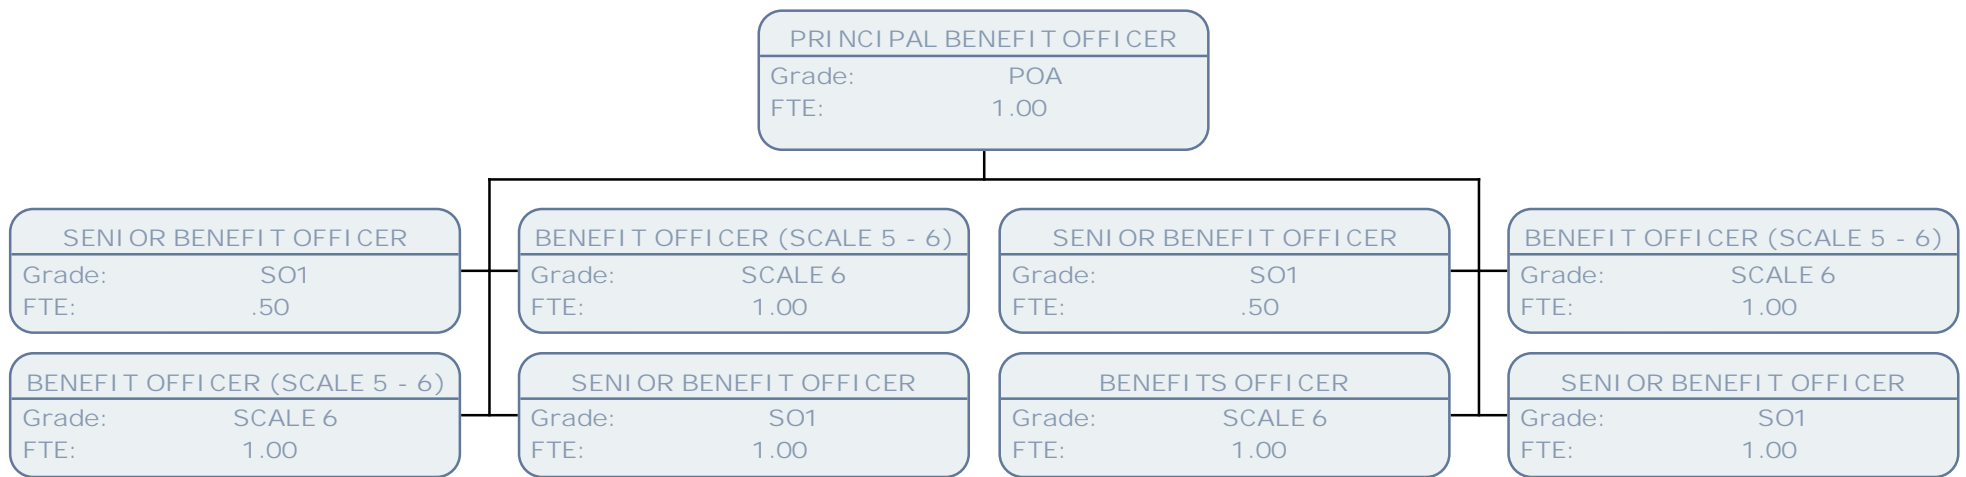 PRINCIPAL BENEFIT OFFICER
Grade: POA
FTE: 1.00
SENIOR BENEFIT OFFICER
Grade: SO1
FTE: .50
BENEFIT OFFICER (SCALE 5 - 6)
Grade: SCALE 6
FTE: 1.00
SENIOR BENEFIT OFFICER
Grade: SO1
FTE: .50
BENEFIT OFFICER (SCALE 5 - 6)
Grade: SCALE 6
FTE: 1.00
BENEFIT OFFICER (SCALE 5 - 6)
Grade: SCALE 6
FTE: 1.00
SENIOR BENEFIT OFFICER
Grade: SO1
FTE: 1.00
BENEFITS OFFICER
Grade: SCALE 6
FTE: 1.00
SENIOR BENEFIT OFFICER
Grade: SO1
FTE: 1.00